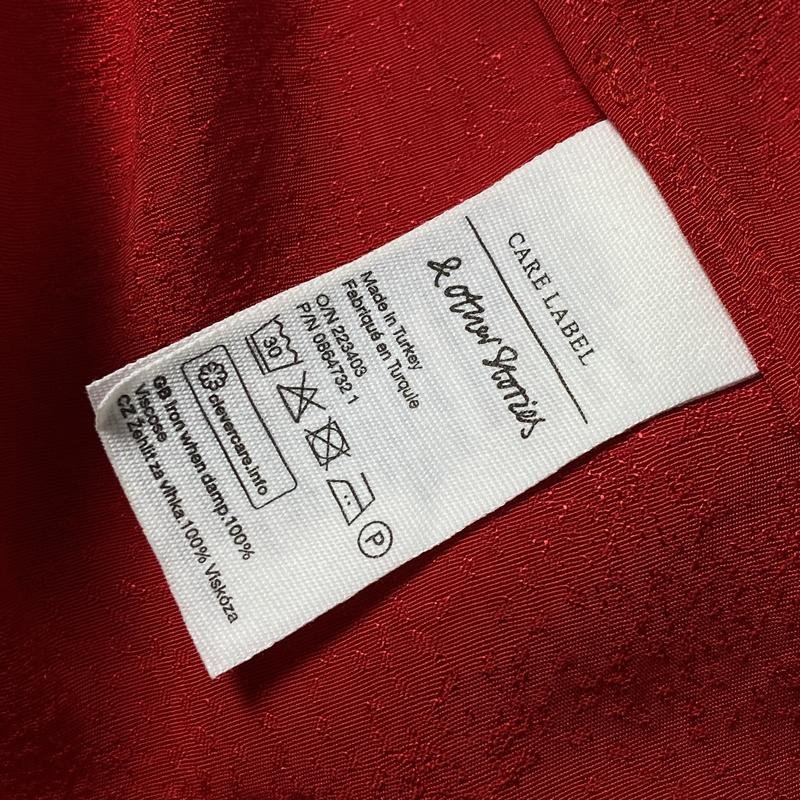 CARE LABEL
& other Stories
Made in Turkey
Fabriqué en Turquie
O/N 223403
P/N 0864732 1
30
P
clevercare.info
GB Iron when damp.100%
Viscose
CZ Žehlit za vlhka.100% Viskóza